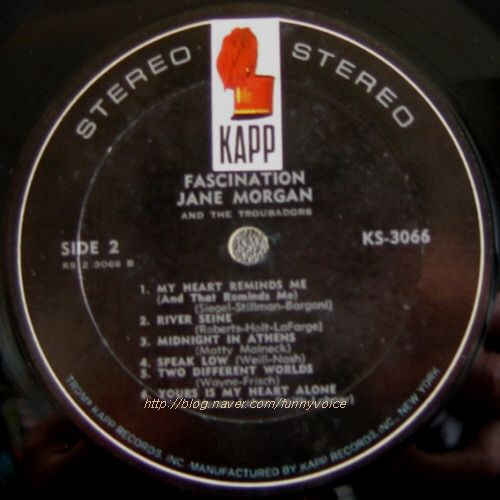 STEREO STEREO
KAPP
FASCINATION
JANE MORGAN
AND THE TROUBADORS
SIDE 2
KS-3066
KS 2 3066 B
1. MY HEART REMINDS ME
(And That Reminds Me)
(Siegel-Stillman-Bargoni)
2. RIVER SEINE
(Roberts-Holt-LaFarge)
3. MIDNIGHT IN ATHENS
(Matty Malneck)
4. SPEAK LOW (Weill-Nash)
5. TWO DIFFERENT WORLDS
(Wayne-Frisch)
6. YOURS IS MY HEART ALONE
http://blog.naver.com/funnyvoice
KAPP RECORDS, INC. MANUFACTURED BY KAPP RECORDS, INC., NEW YORK